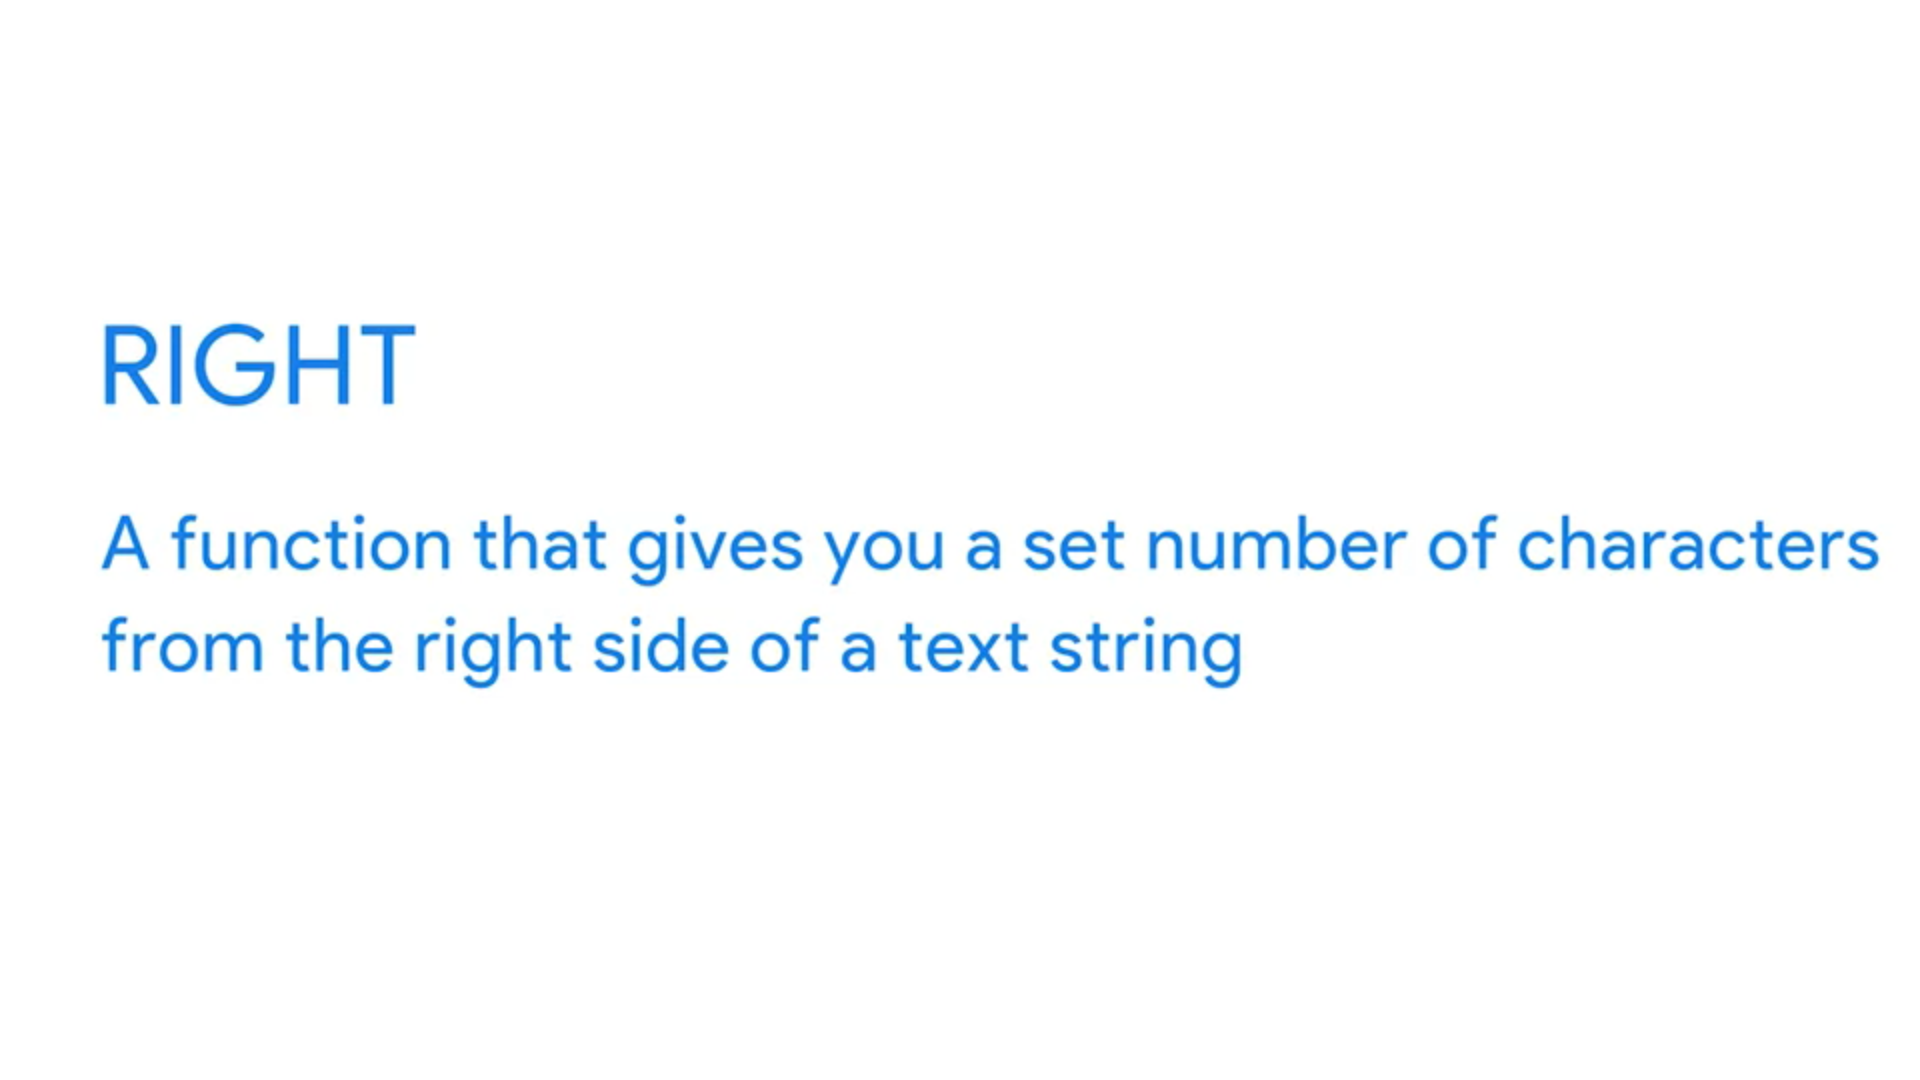 RIGHT
A function that gives you a set number of characters
from the right side of a text string